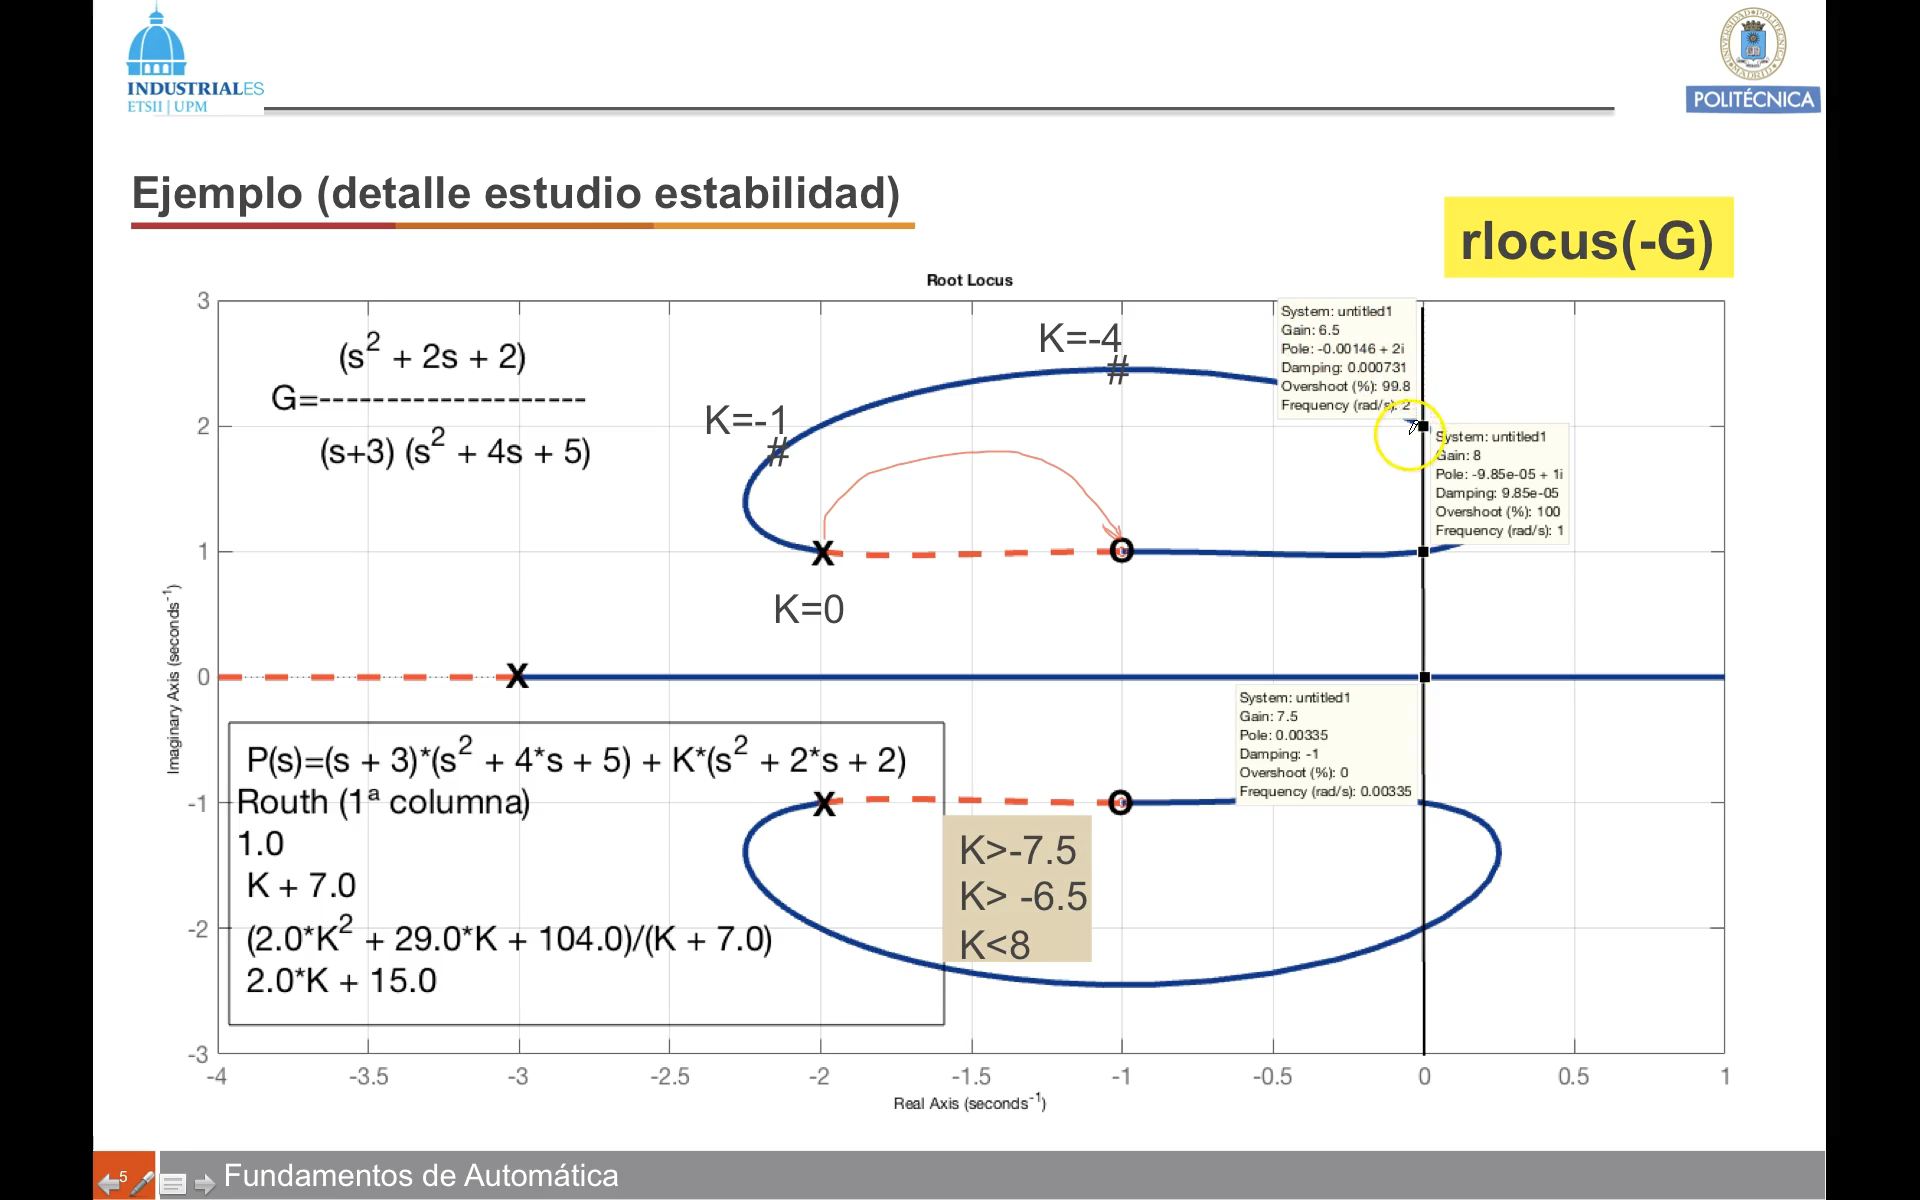 INDUSTRIALES
ETSII | UPM
POLITÉCNICA
Ejemplo (detalle estudio estabilidad)
rlocus(-G)
Root Locus
(s² + 2s + 2)
G=--------------------
(s+3) (s² + 4s + 5)
K=-4
#
K=-1
#
System: untitled1
Gain: 6.5
Pole: -0.00146 + 2i
Damping: 0.000731
Overshoot (%): 99.8
Frequency (rad/s): 2
System: untitled1
Gain: 8
Pole: -9.85e-05 + 1i
Damping: 9.85e-05
Overshoot (%): 100
Frequency (rad/s): 1
X
O
K=0
X
System: untitled1
Gain: 7.5
Pole: 0.00335
Damping: -1
Overshoot (%): 0
Frequency (rad/s): 0.00335
X
O
P(s)=(s + 3)*(s² + 4*s + 5) + K*(s² + 2*s + 2)
Routh (1ª columna)
1.0
K + 7.0
(2.0*K² + 29.0*K + 104.0)/(K + 7.0)
2.0*K + 15.0
K>-7.5
K> -6.5
K<8
3
2
1
0
-1
-2
-3
Imaginary Axis (seconds⁻¹)
-4 -3.5 -3 -2.5 -2 -1.5 -1 -0.5 0 0.5 1
Real Axis (seconds⁻¹)
5
Fundamentos de Automática